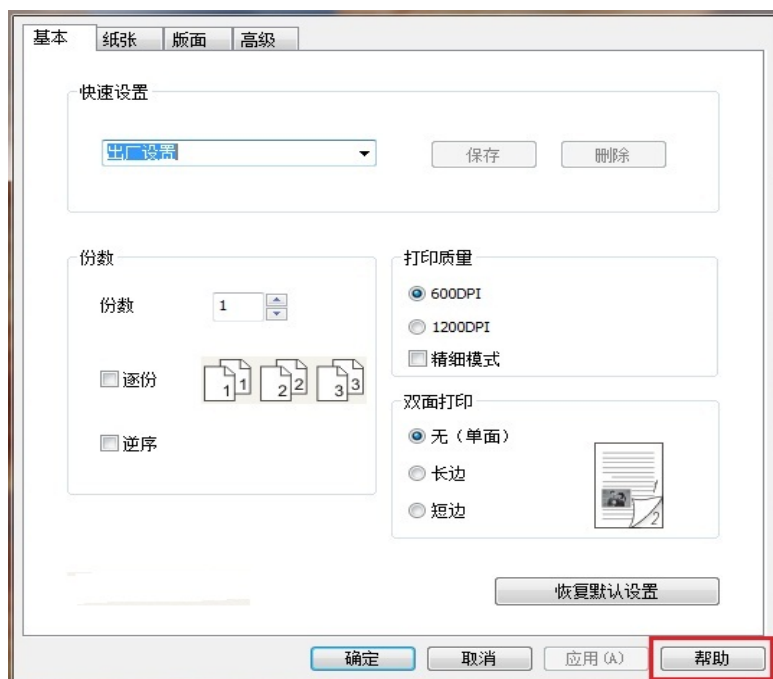 基本 纸张 版面 高级
快速设置
出厂设置 保存 删除
份数
份数 1
逐份 1 1 2 2 3 3
逆序
打印质量
600DPI
1200DPI
精细模式
双面打印
无（单面）
长边
短边
1
2
恢复默认设置
确定 取消 应用(A) 帮助